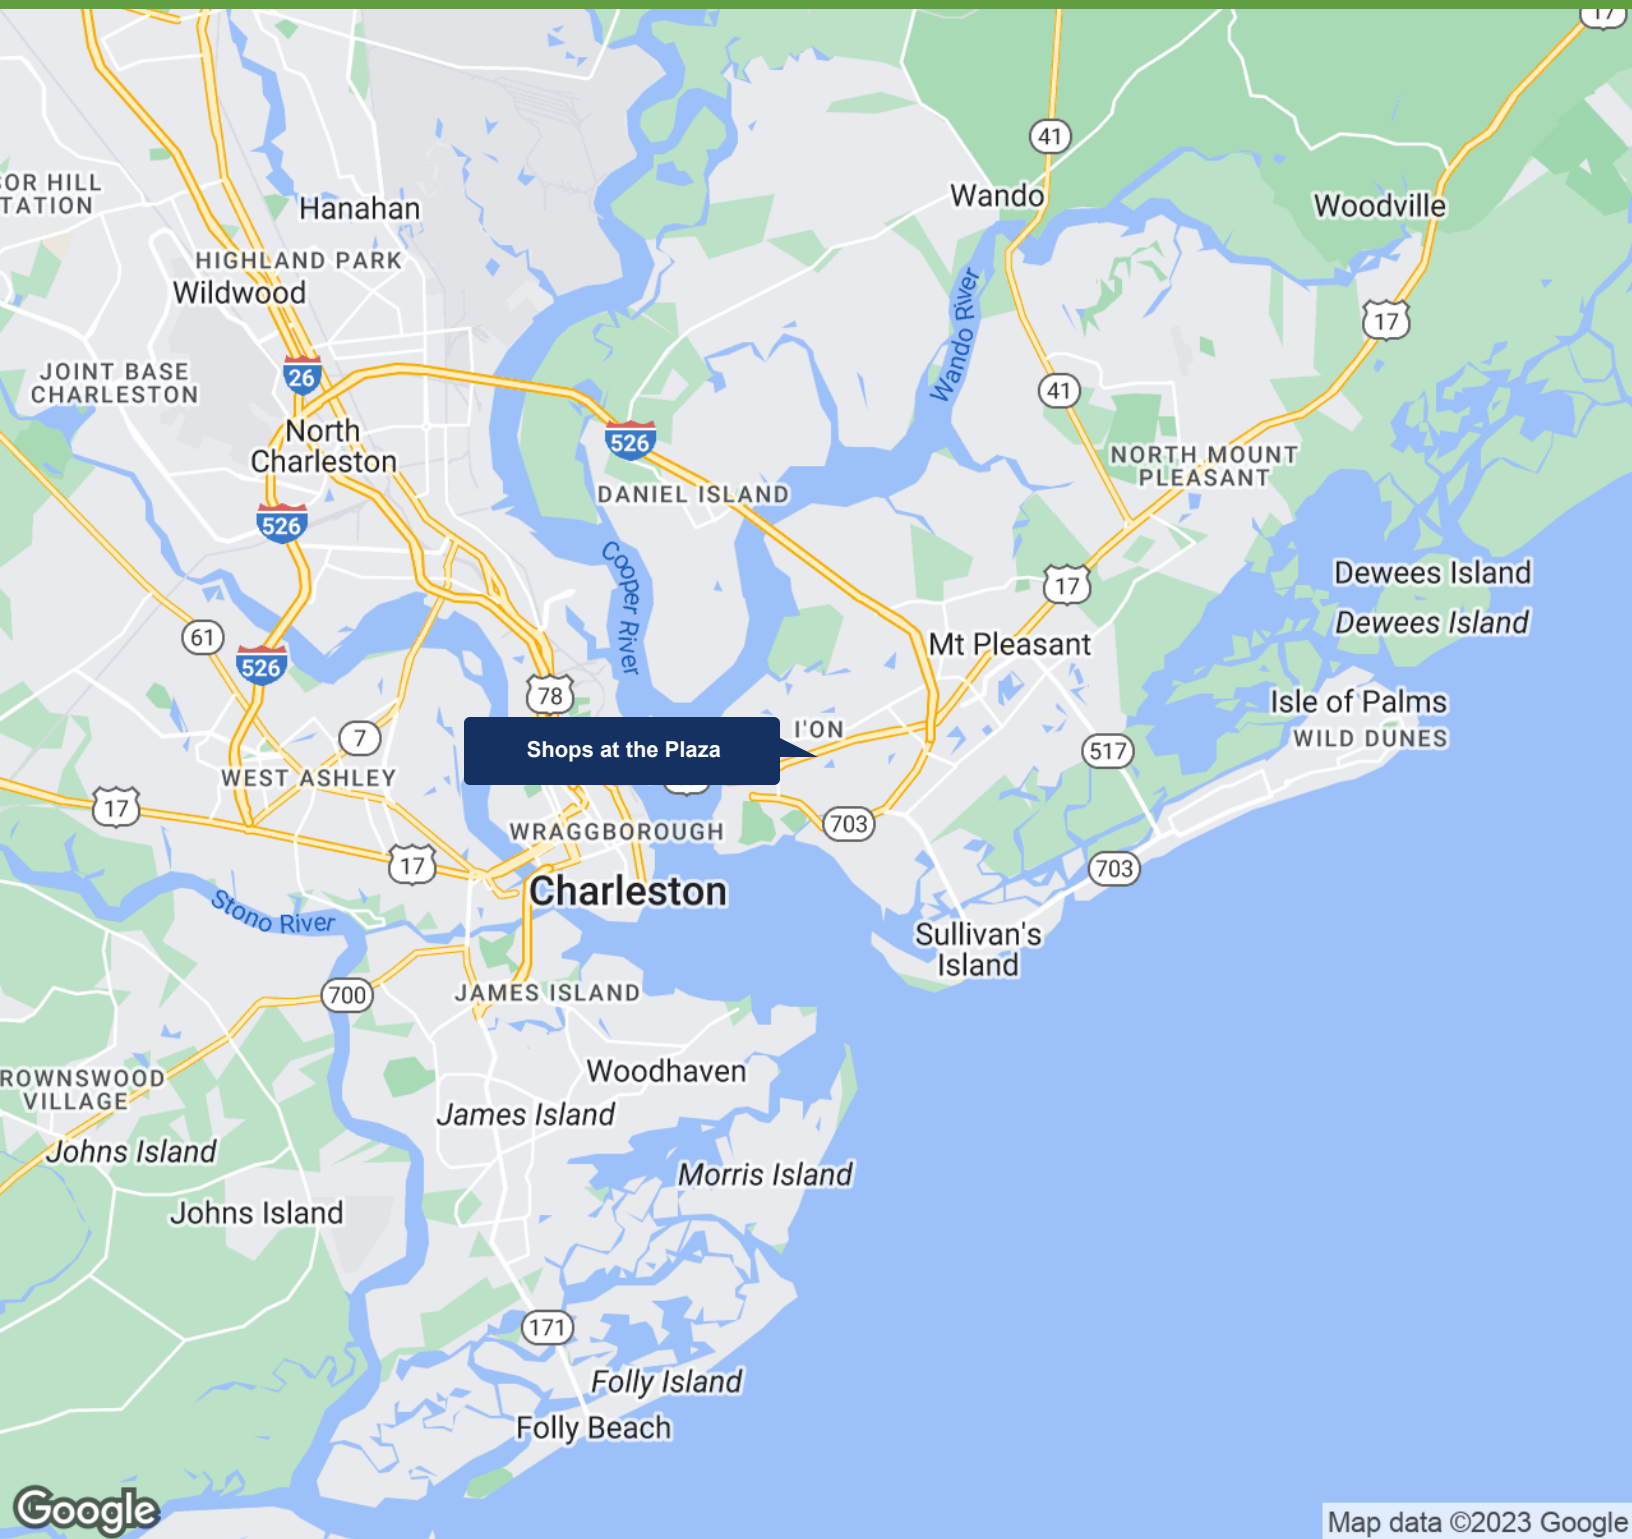 17
41
Wando
Woodville
SOR HILL
TATION
Hanahan
HIGHLAND PARK
Wildwood
Wando River
17
JOINT BASE
CHARLESTON
26
41
North
Charleston
526
NORTH MOUNT
PLEASANT
DANIEL ISLAND
526
Cooper River
17
Dewees Island
Dewees Island
61
526
Mt Pleasant
78
Isle of Palms
WILD DUNES
7
Shops at the Plaza
I'ON
517
WEST ASHLEY
17
WRAGGBOROUGH
703
17
703
Charleston
Stono River
Sullivan's
Island
700
JAMES ISLAND
Woodhaven
ROWNSWOOD
VILLAGE
James Island
Johns Island
Morris Island
Johns Island
171
Folly Island
Folly Beach
Google
Map data ©2023 Google